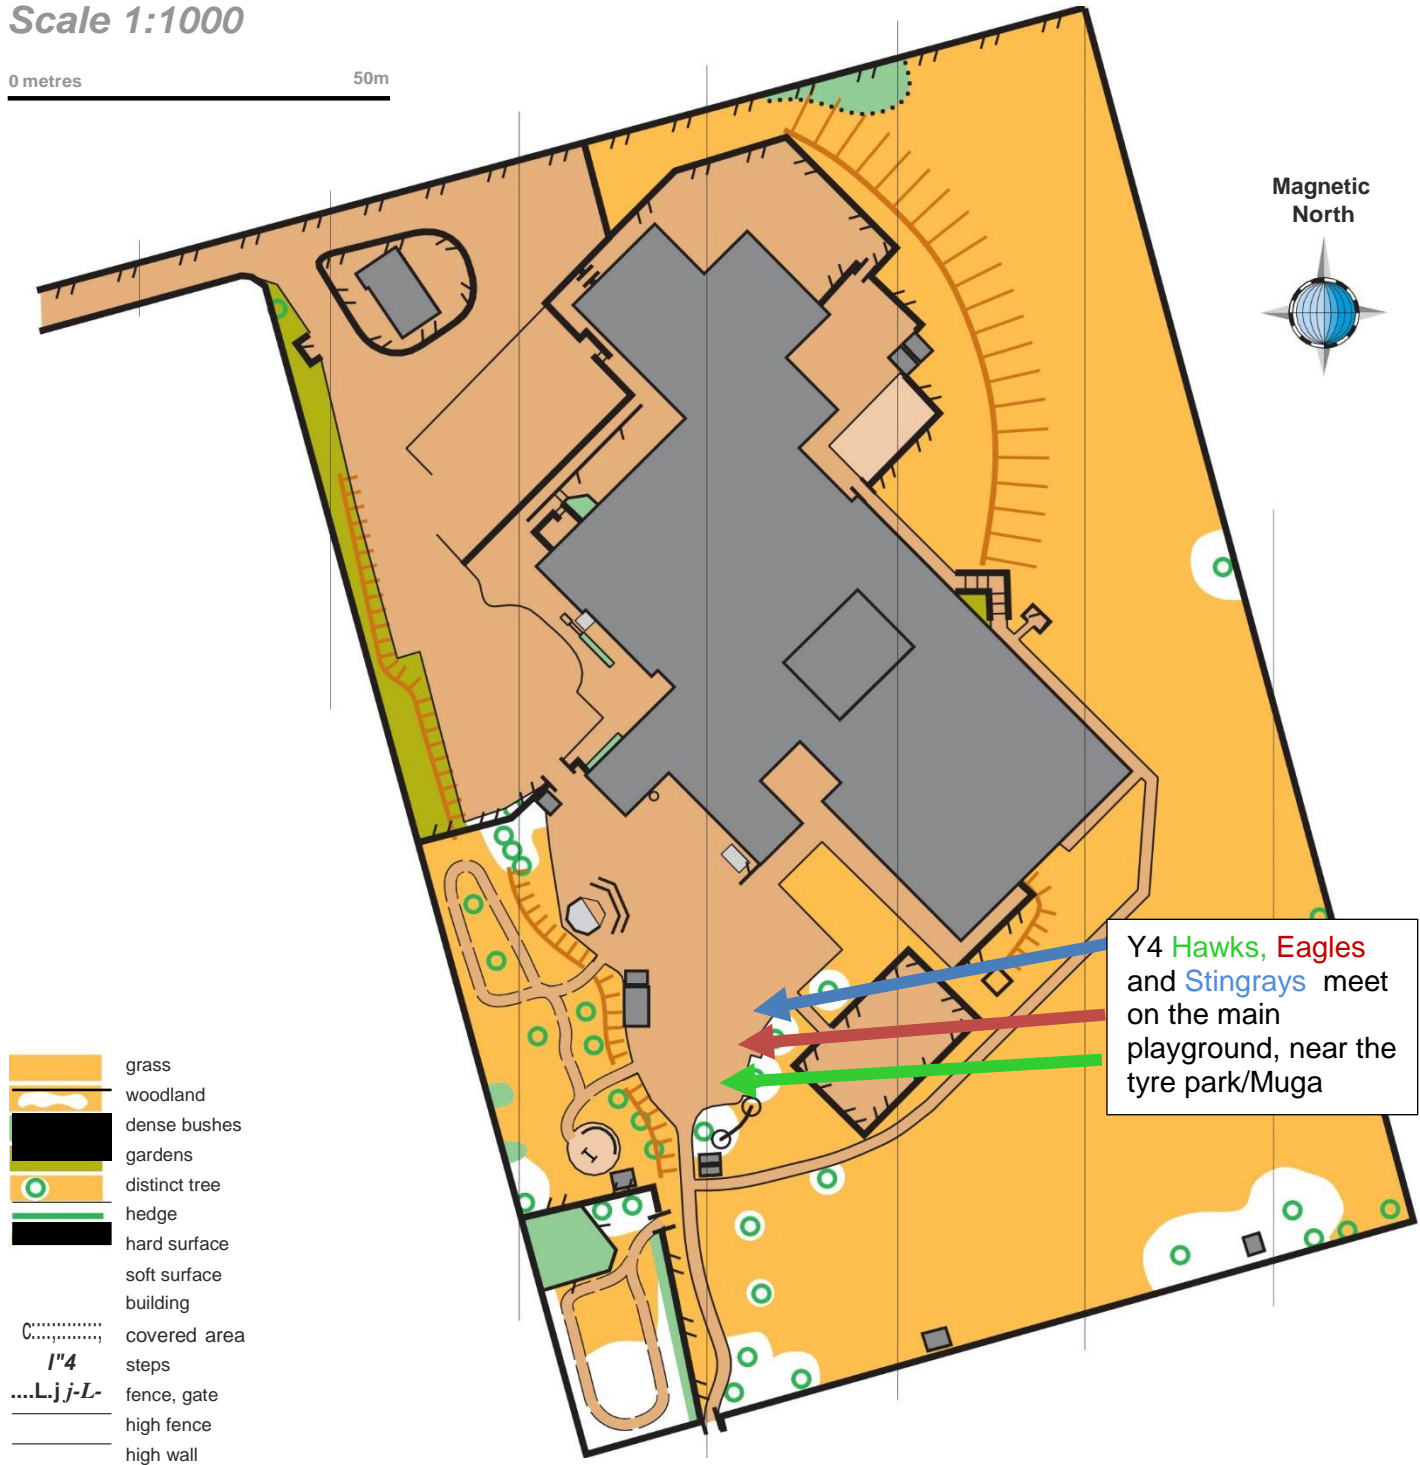 Scale 1:1000
0 metres 50m
Magnetic
North
Y4 Hawks, Eagles
and Stingrays meet
on the main
playground, near the
tyre park/Muga
grass
woodland
dense bushes
gardens
distinct tree
hedge
hard surface
soft surface
building
C::::,:........, covered area
I"4 steps
....L.j j-L- fence, gate
high fence
high wall